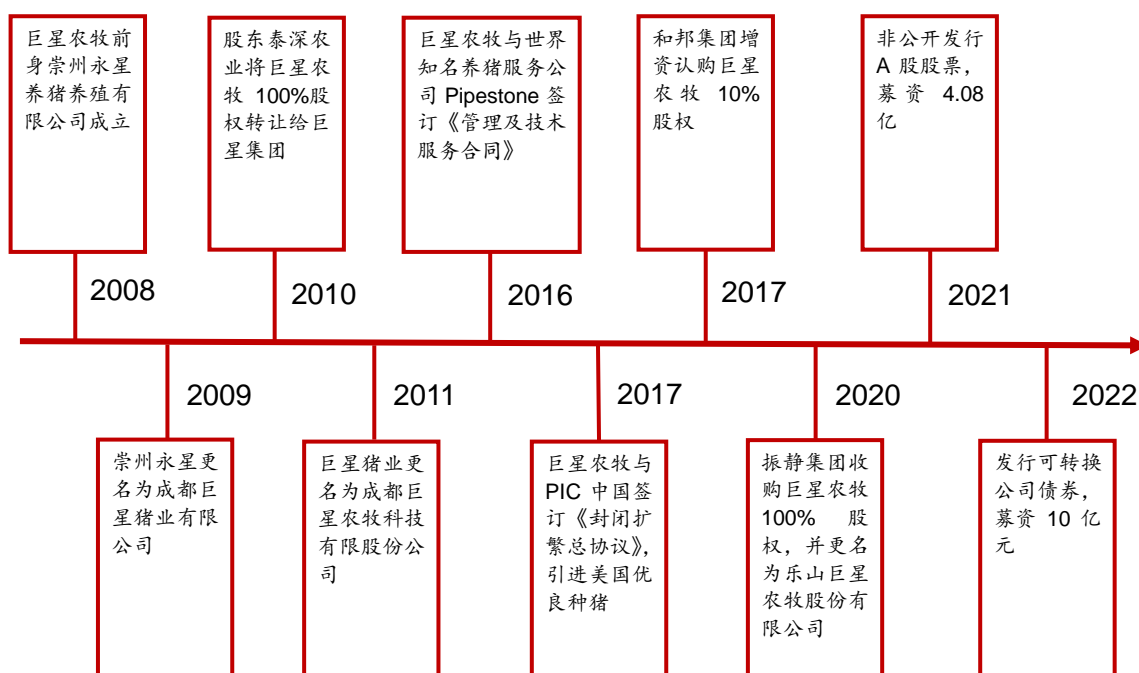 巨星农牧前
身崇州永星
养猪养殖有
限公司成立
股东泰深农
业将巨星农
牧 100%股
权转让给巨
星集团
巨星农牧与世界
知名养猪服务公
司 Pipestone 签
订《管理及技术
服务合同》
和邦集团增
资认购巨星
农牧 10%
股权
非公开发行
A 股股票，
募资 4.08
亿
2008
2010
2016
2017
2021
2009
2011
2017
2020
2022
崇州永星更
名为成都巨
星猪业有限
公司
巨星猪业更
名为成都巨
星农牧科技
有限股份公
司
巨星农牧与
PIC 中国签
订《封闭扩
繁总协议》，
引进美国优
良种猪
振静集团收
购巨星农牧
100% 股
权，并更名
为乐山巨星
农牧股份有
限公司
发行可转换
公司债券，
募资 10 亿
元